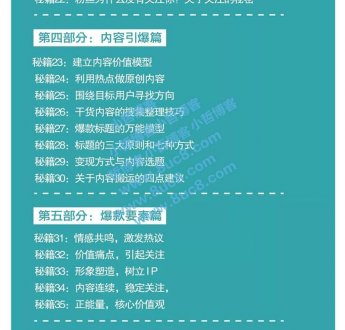 第四部分：内容引爆篇
秘籍23：建立内容价值模型
秘籍24：利用热点做原创内容
秘籍25：围绕目标用户寻找方向
秘籍26：干货内容的搜集整理技巧
秘籍27：爆款标题的万能模型
秘籍28：标题的三大原则和七种方式
秘籍29：变现方式与内容选题
秘籍30：关于内容搬运的四点建议
第五部分：爆款要素篇
秘籍31：情感共鸣，激发热议
秘籍32：价值痛点，引起关注
秘籍33：形象塑造，树立IP
秘籍34：内容连续，稳定关注，
秘籍35：正能量，核心价值观